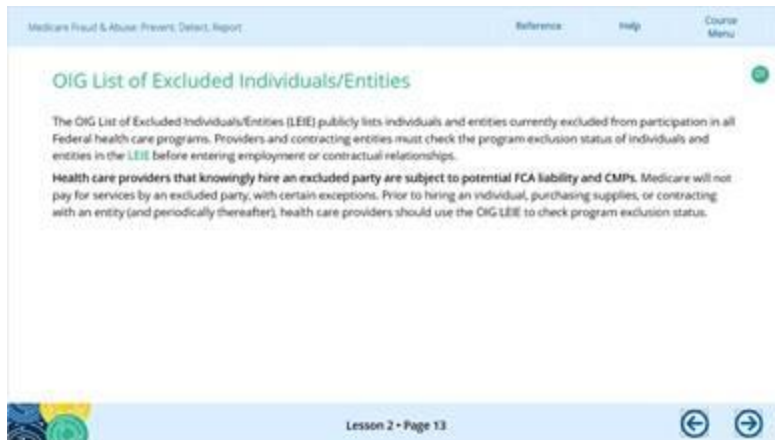 Medicare Fraud & Abuse: Prevent, Detect, Report
Reference
Help
Course
Menu
OIG List of Excluded Individuals/Entities
The OIG List of Excluded Individuals/Entities (LEIE) publicly lists individuals and entities currently excluded from participation in all
Federal health care programs. Providers and contracting entities must check the program exclusion status of individuals and
entities in the LEIE before entering employment or contractual relationships.
Health care providers that knowingly hire an excluded party are subject to potential FCA liability and CMPs. Medicare will not
pay for services by an excluded party, with certain exceptions. Prior to hiring an individual, purchasing supplies, or contracting
with an entity (and periodically thereafter), health care providers should use the OIG LEIE to check program exclusion status.
Lesson 2 • Page 13